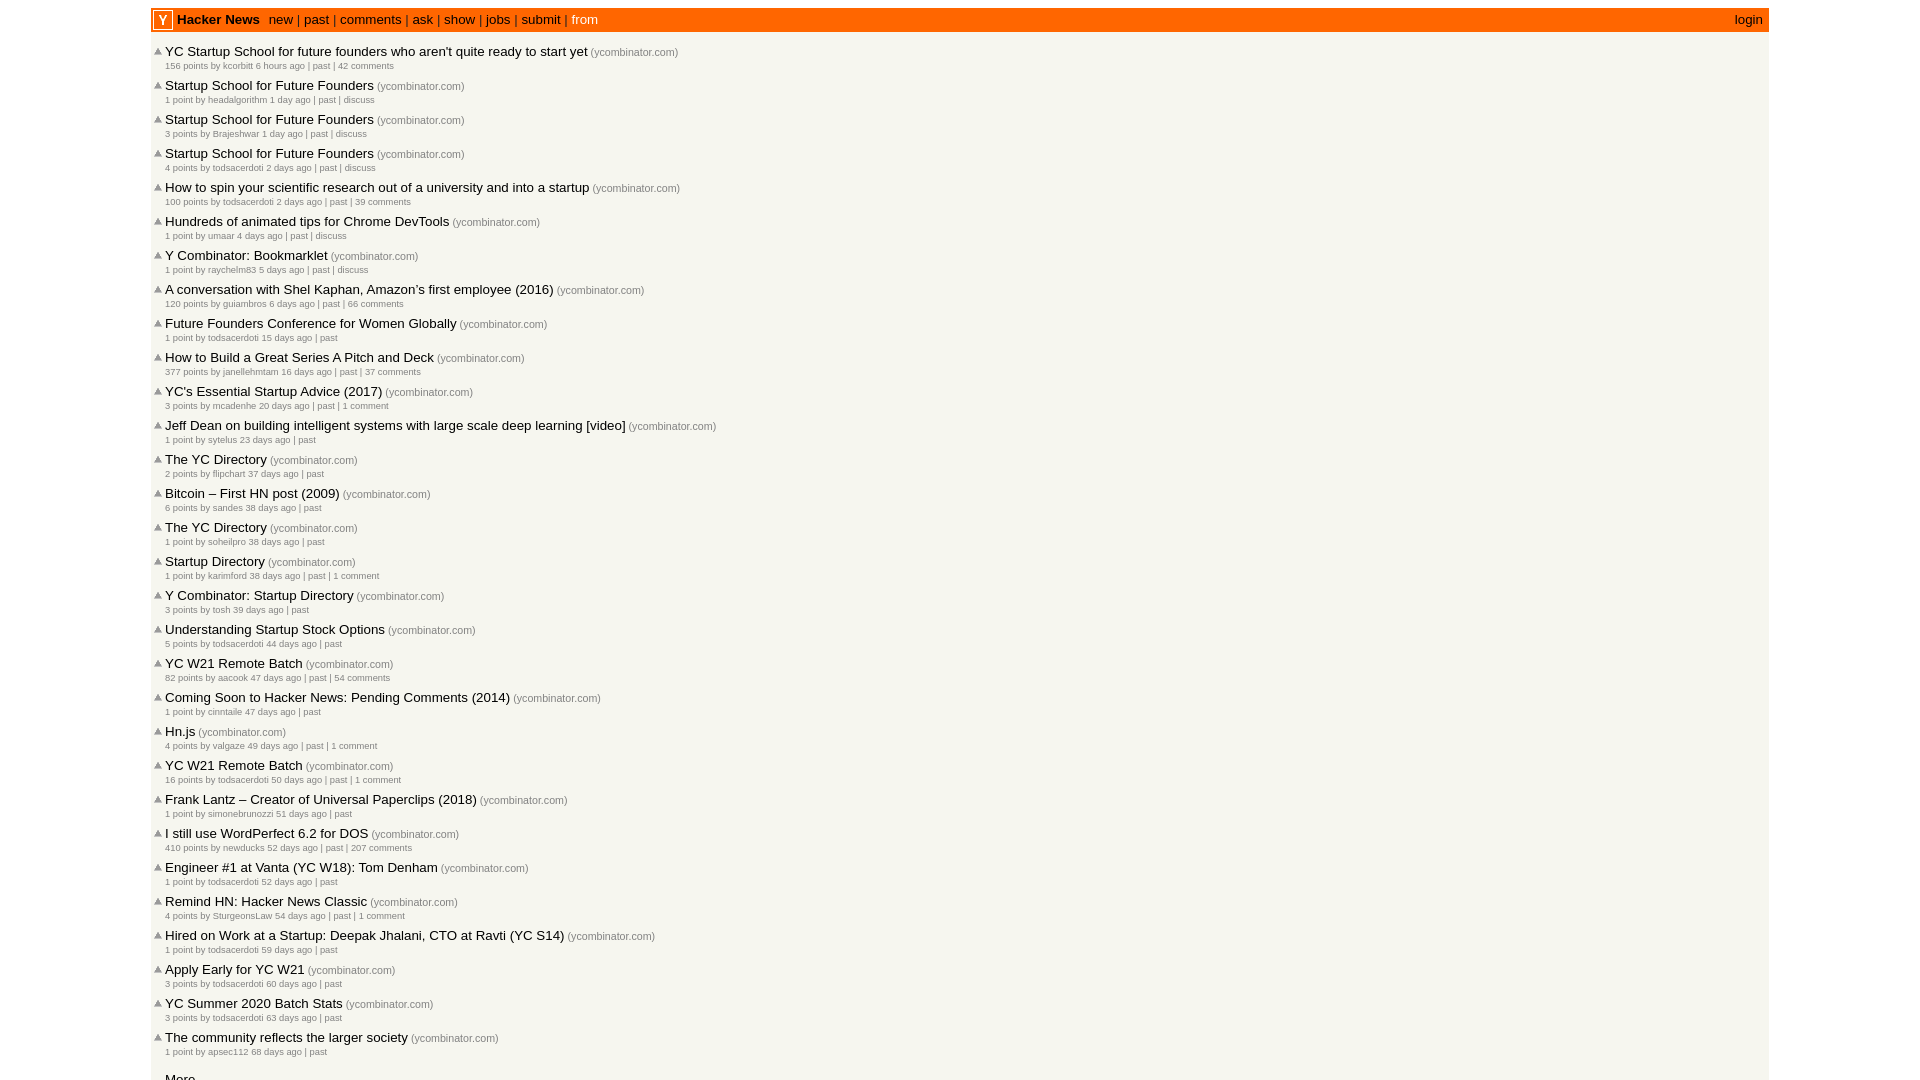 Y Hacker News new | past | comments | ask | show | jobs | submit | from login
YC Startup School for future founders who aren't quite ready to start yet (ycombinator.com)
156 points by kcorbitt 6 hours ago | past | 42 comments
Startup School for Future Founders (ycombinator.com)
1 point by headalgorithm 1 day ago | past | discuss
Startup School for Future Founders (ycombinator.com)
3 points by Brajeshwar 1 day ago | past | discuss
Startup School for Future Founders (ycombinator.com)
4 points by todsacerdoti 2 days ago | past | discuss
How to spin your scientific research out of a university and into a startup (ycombinator.com)
100 points by todsacerdoti 2 days ago | past | 39 comments
Hundreds of animated tips for Chrome DevTools (ycombinator.com)
1 point by umaar 4 days ago | past | discuss
Y Combinator: Bookmarklet (ycombinator.com)
1 point by raychelm83 5 days ago | past | discuss
A conversation with Shel Kaphan, Amazon’s first employee (2016) (ycombinator.com)
120 points by guiambros 6 days ago | past | 66 comments
Future Founders Conference for Women Globally (ycombinator.com)
1 point by todsacerdoti 15 days ago | past
How to Build a Great Series A Pitch and Deck (ycombinator.com)
377 points by janellehmtam 16 days ago | past | 37 comments
YC's Essential Startup Advice (2017) (ycombinator.com)
3 points by mcadenhe 20 days ago | past | 1 comment
Jeff Dean on building intelligent systems with large scale deep learning [video] (ycombinator.com)
1 point by sytelus 23 days ago | past
The YC Directory (ycombinator.com)
2 points by flipchart 37 days ago | past
Bitcoin – First HN post (2009) (ycombinator.com)
6 points by sandes 38 days ago | past
The YC Directory (ycombinator.com)
1 point by soheilpro 38 days ago | past
Startup Directory (ycombinator.com)
1 point by karimford 38 days ago | past | 1 comment
Y Combinator: Startup Directory (ycombinator.com)
3 points by tosh 39 days ago | past
Understanding Startup Stock Options (ycombinator.com)
5 points by todsacerdoti 44 days ago | past
YC W21 Remote Batch (ycombinator.com)
82 points by aacook 47 days ago | past | 54 comments
Coming Soon to Hacker News: Pending Comments (2014) (ycombinator.com)
1 point by cinntaile 47 days ago | past
Hn.js (ycombinator.com)
4 points by valgaze 49 days ago | past | 1 comment
YC W21 Remote Batch (ycombinator.com)
16 points by todsacerdoti 50 days ago | past | 1 comment
Frank Lantz – Creator of Universal Paperclips (2018) (ycombinator.com)
1 point by simonebrunozzi 51 days ago | past
I still use WordPerfect 6.2 for DOS (ycombinator.com)
410 points by newducks 52 days ago | past | 207 comments
Engineer #1 at Vanta (YC W18): Tom Denham (ycombinator.com)
1 point by todsacerdoti 52 days ago | past
Remind HN: Hacker News Classic (ycombinator.com)
4 points by SturgeonsLaw 54 days ago | past | 1 comment
Hired on Work at a Startup: Deepak Jhalani, CTO at Ravti (YC S14) (ycombinator.com)
1 point by todsacerdoti 59 days ago | past
Apply Early for YC W21 (ycombinator.com)
3 points by todsacerdoti 60 days ago | past
YC Summer 2020 Batch Stats (ycombinator.com)
3 points by todsacerdoti 63 days ago | past
The community reflects the larger society (ycombinator.com)
1 point by apsec112 68 days ago | past
More